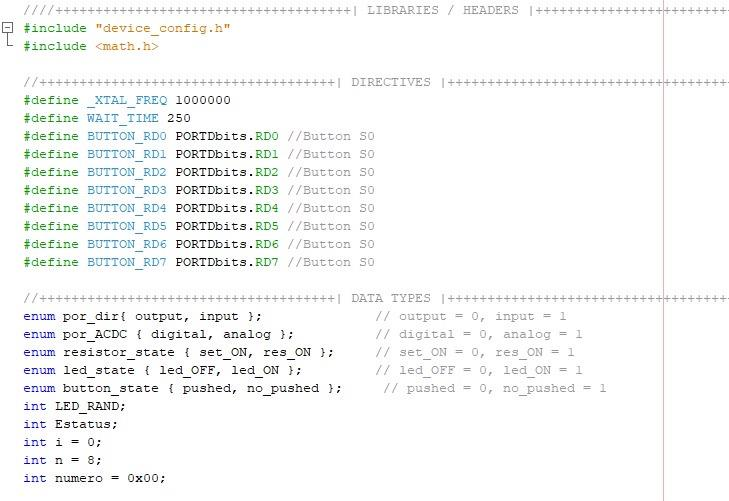 ////++++++++++++++++++++++++++++++++++++| LIBRARIES / HEADERS |++++++++++++++++++++++++
#include "device_config.h"
#include <math.h>
//++++++++++++++++++++++++++++++++++++| DIRECTIVES |++++++++++++++++++++++++++++++++++
#define _XTAL_FREQ 1000000
#define WAIT_TIME 250
#define BUTTON_RD0 PORTDbits.RD0 //Button S0
#define BUTTON_RD1 PORTDbits.RD1 //Button S0
#define BUTTON_RD2 PORTDbits.RD2 //Button S0
#define BUTTON_RD3 PORTDbits.RD3 //Button S0
#define BUTTON_RD4 PORTDbits.RD4 //Button S0
#define BUTTON_RD5 PORTDbits.RD5 //Button S0
#define BUTTON_RD6 PORTDbits.RD6 //Button S0
#define BUTTON_RD7 PORTDbits.RD7 //Button S0
//++++++++++++++++++++++++++++++++++++| DATA TYPES |++++++++++++++++++++++++++++++++++
enum por_dir{ output, input }; // output = 0, input = 1
enum por_ACDC { digital, analog }; // digital = 0, analog = 1
enum resistor_state { set_ON, res_ON }; // set_ON = 0, res_ON = 1
enum led_state { led_OFF, led_ON }; // led_OFF = 0, led_ON = 1
enum button_state { pushed, no_pushed }; // pushed = 0, no_pushed = 1
int LED_RAND;
int Estatus;
int i = 0;
int n = 8;
int numero = 0x00;